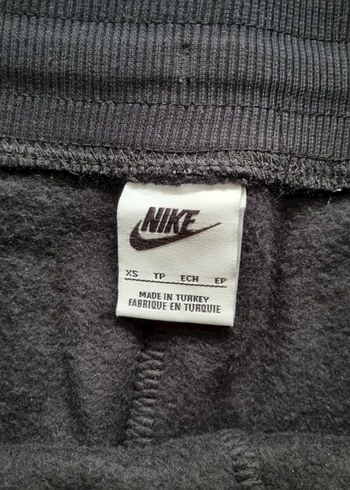 NIKE
XS TP ECH EP
MADE IN TURKEY
FABRIQUE EN TURQUIE